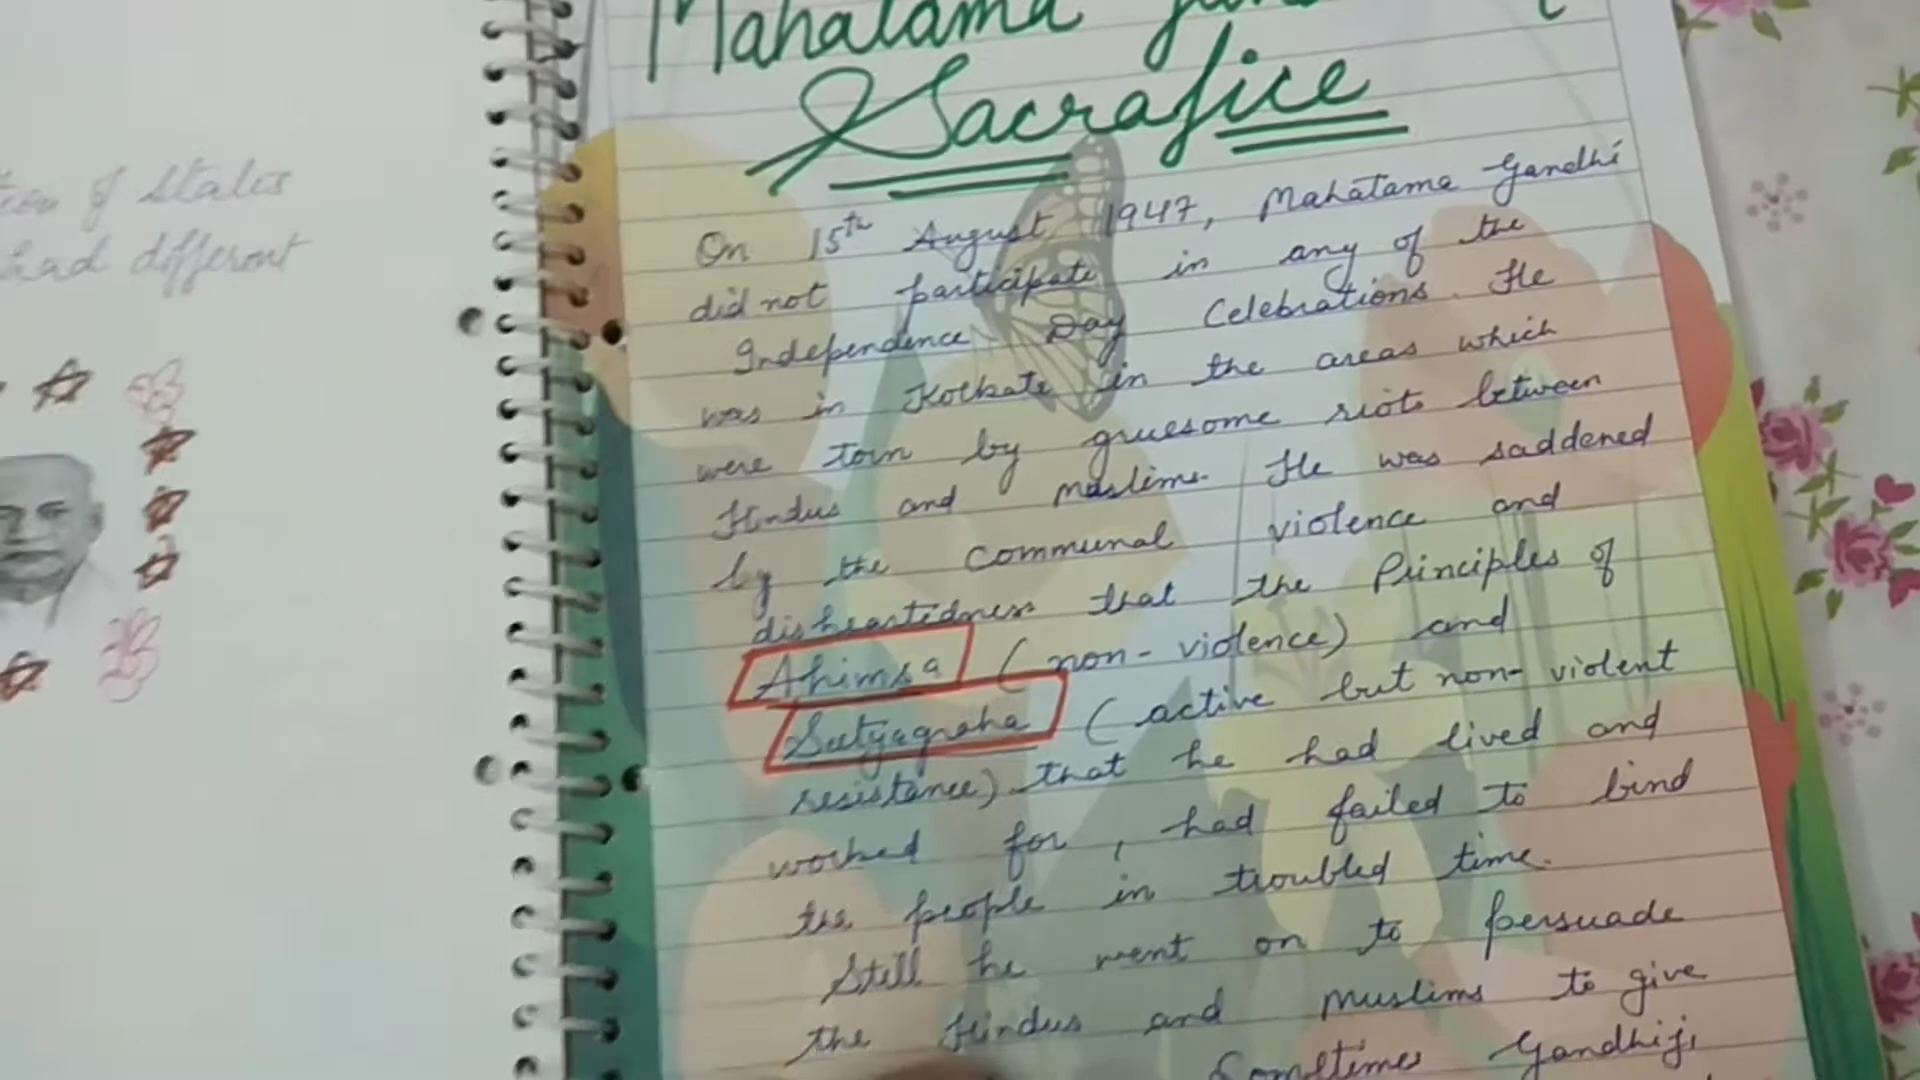 tion of States
had different
Mahatama
Sacrafice
On 15th August 1947, Mahatama Gandhi
did not participate in any of the
Independence Day Celebrations. He
was in Kolkate in the areas which
were torn by gruesome riots between
Hindus and Muslims. He was saddened
by the communal violence and
disheartedness that the Principles of
Ahimsa (non-violence) and
Satyagraha (active but non-violent
resistance) that he had lived and
worked for, had failed to bind
the people in troubled time.
Still he went on to persuade
the Hindus and Muslims to give
Sometimes Gandhiji